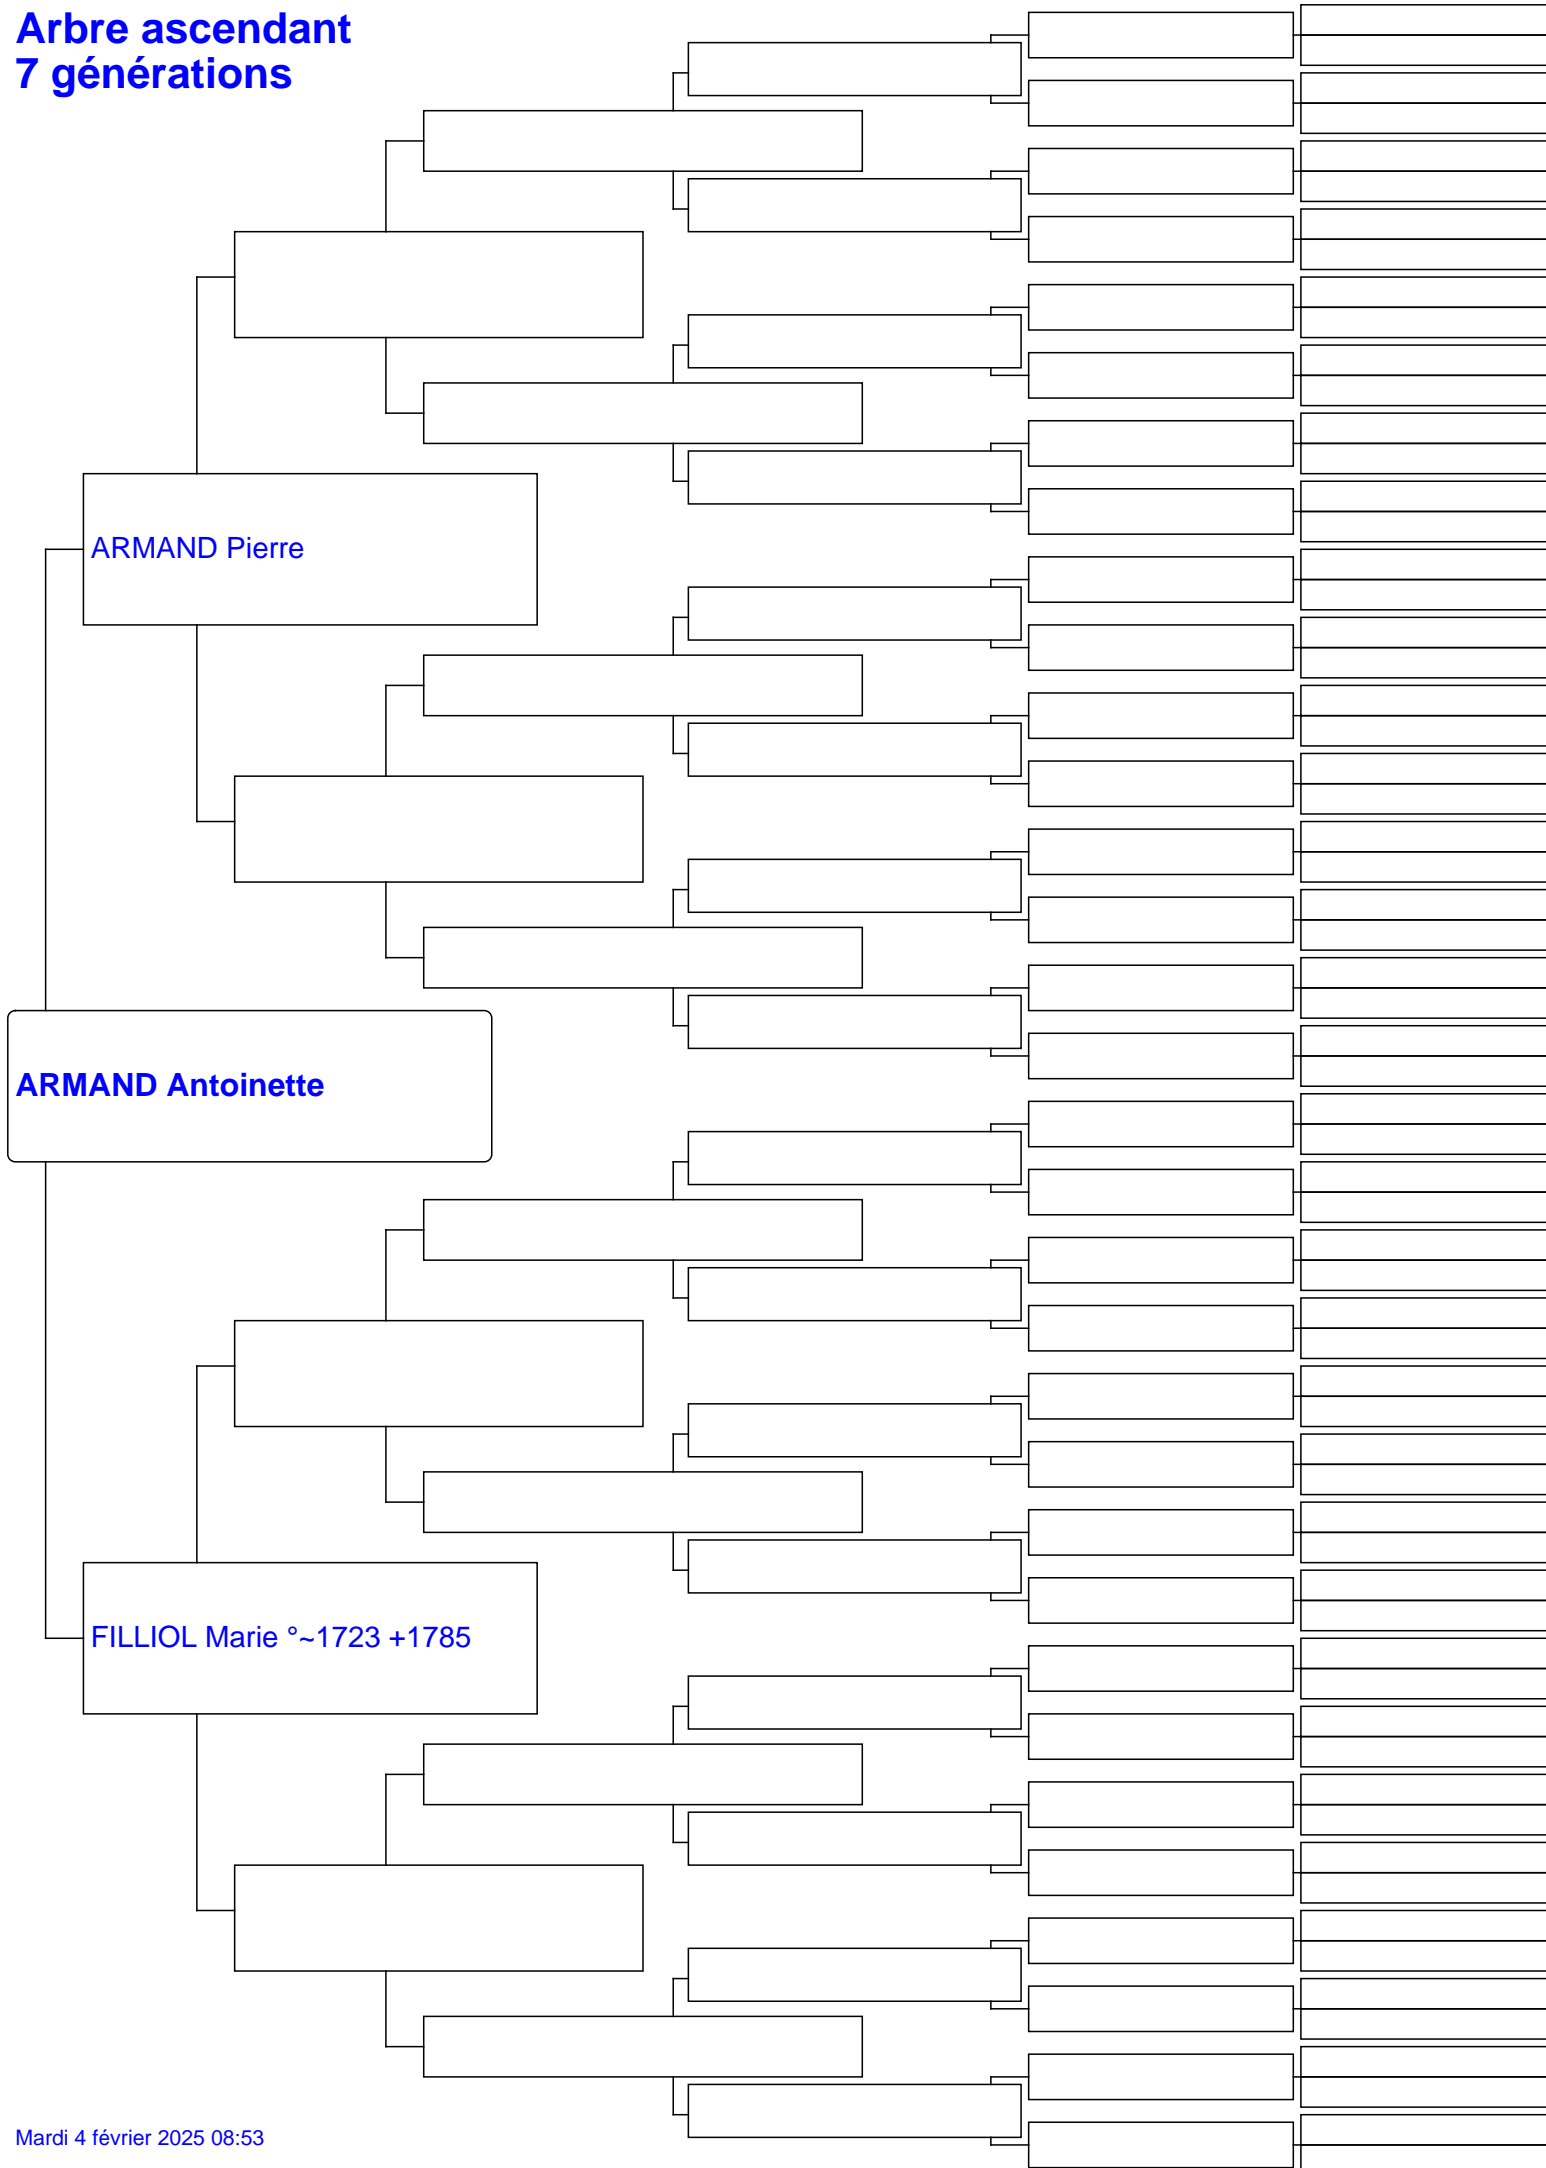 Arbre ascendant
7 générations
ARMAND Pierre
ARMAND Antoinette
FILLIOL Marie °~1723 +1785
Mardi 4 février 2025 08:53